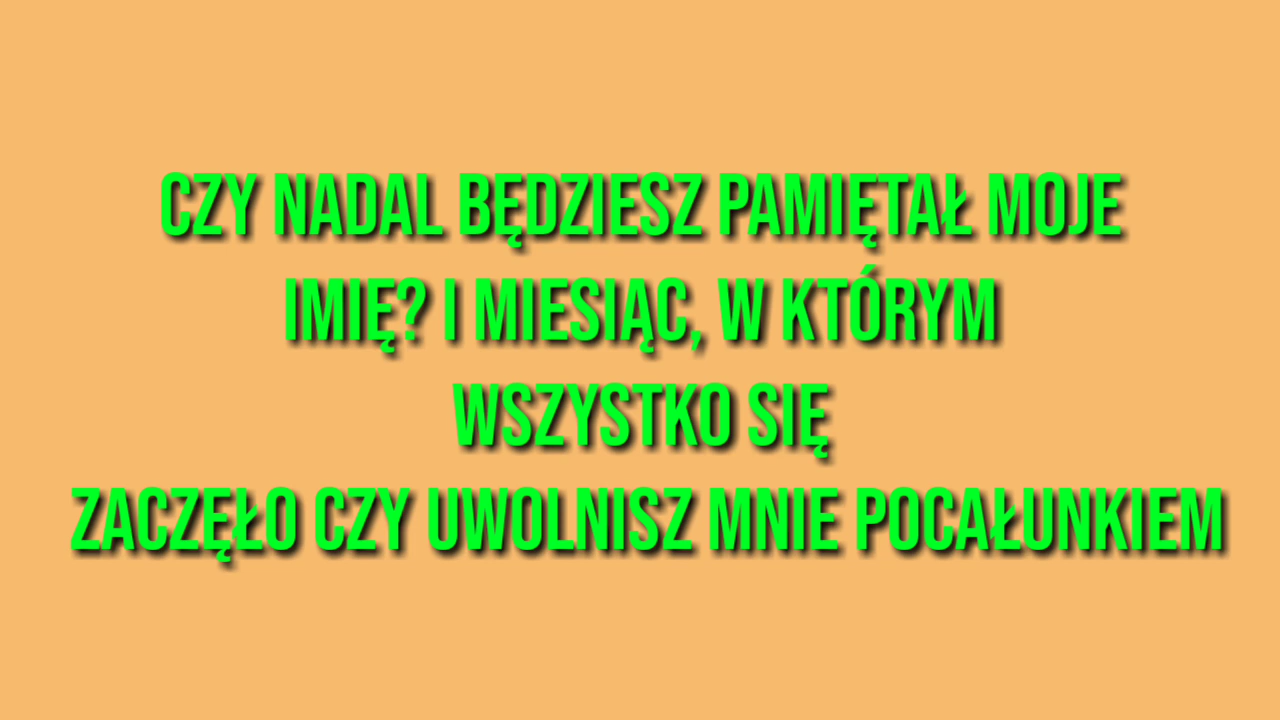 CZY NADAL BĘDZIESZ PAMIĘTAŁ MOJE
IMIĘ? I MIESIĄC, W KTÓRYM
WSZYSTKO SIĘ
ZACZĘŁO CZY UWOLNISZ MNIE POCAŁUNKIEM